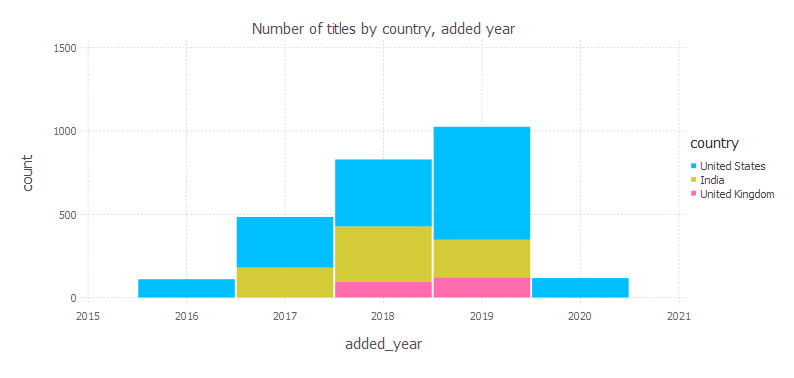 Number of titles by country, added year
1500
1000
500
0
count
2015 2016 2017 2018 2019 2020 2021
added_year
country
United States
India
United Kingdom